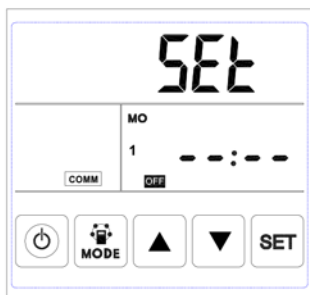 SEt
MO
1 --:--
COMM OFF
MODE SET